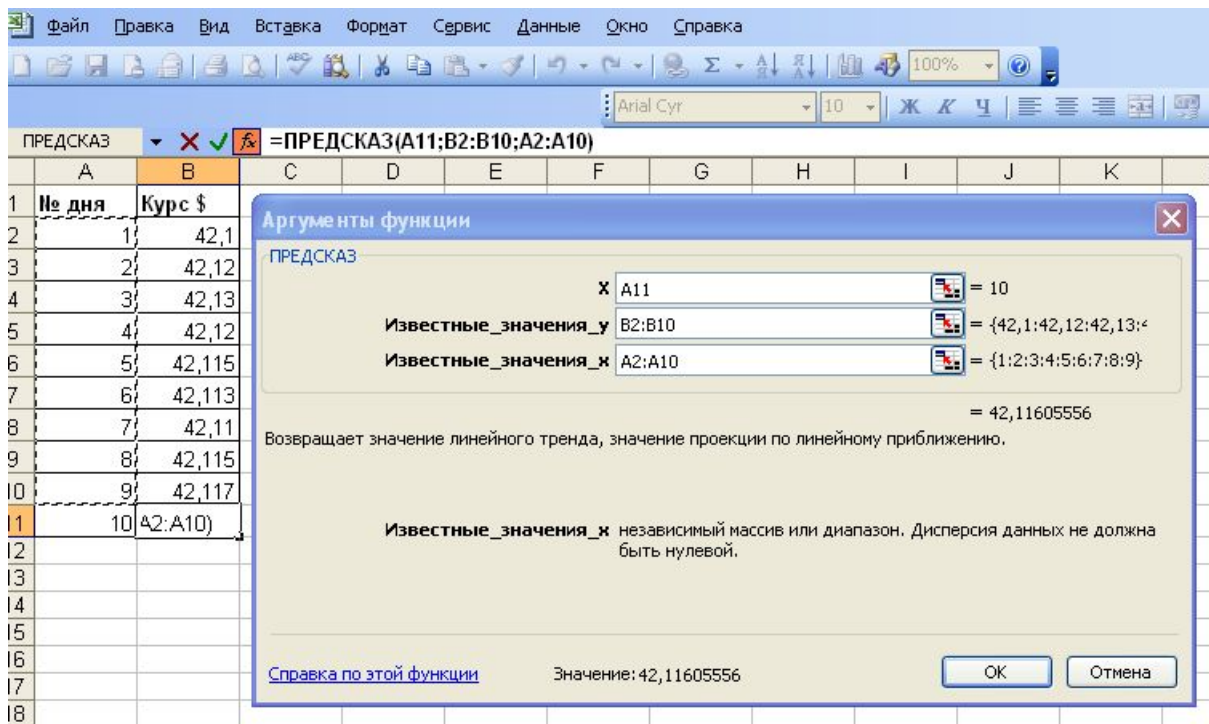 Файл Правка Вид Вставка Формат Сервис Данные Окно Справка
100%
Arial Cyr 10 Ж К Ч
ПРЕДСКАЗ =ПРЕДСКАЗ(A11;B2:B10;A2:A10)
A B C D E F G H I J K
1 № дня Курс $
2 1 42,1
3 2 42,12
4 3 42,13
5 4 42,12
6 5 42,115
7 6 42,113
8 7 42,11
9 8 42,115
10 9 42,117
11 10 A2:A10)
12
13
14
15
16
17
18
Аргументы функции
ПРЕДСКАЗ
X A11 = 10
Известные_значения_y B2:B10 = {42,1:42,12:42,13:4
Известные_значения_x A2:A10 = {1:2:3:4:5:6:7:8:9}
= 42,11605556
Возвращает значение линейного тренда, значение проекции по линейному приближению.
Известные_значения_x независимый массив или диапазон. Дисперсия данных не должна
быть нулевой.
Справка по этой функции Значение:42,11605556 ОК Отмена